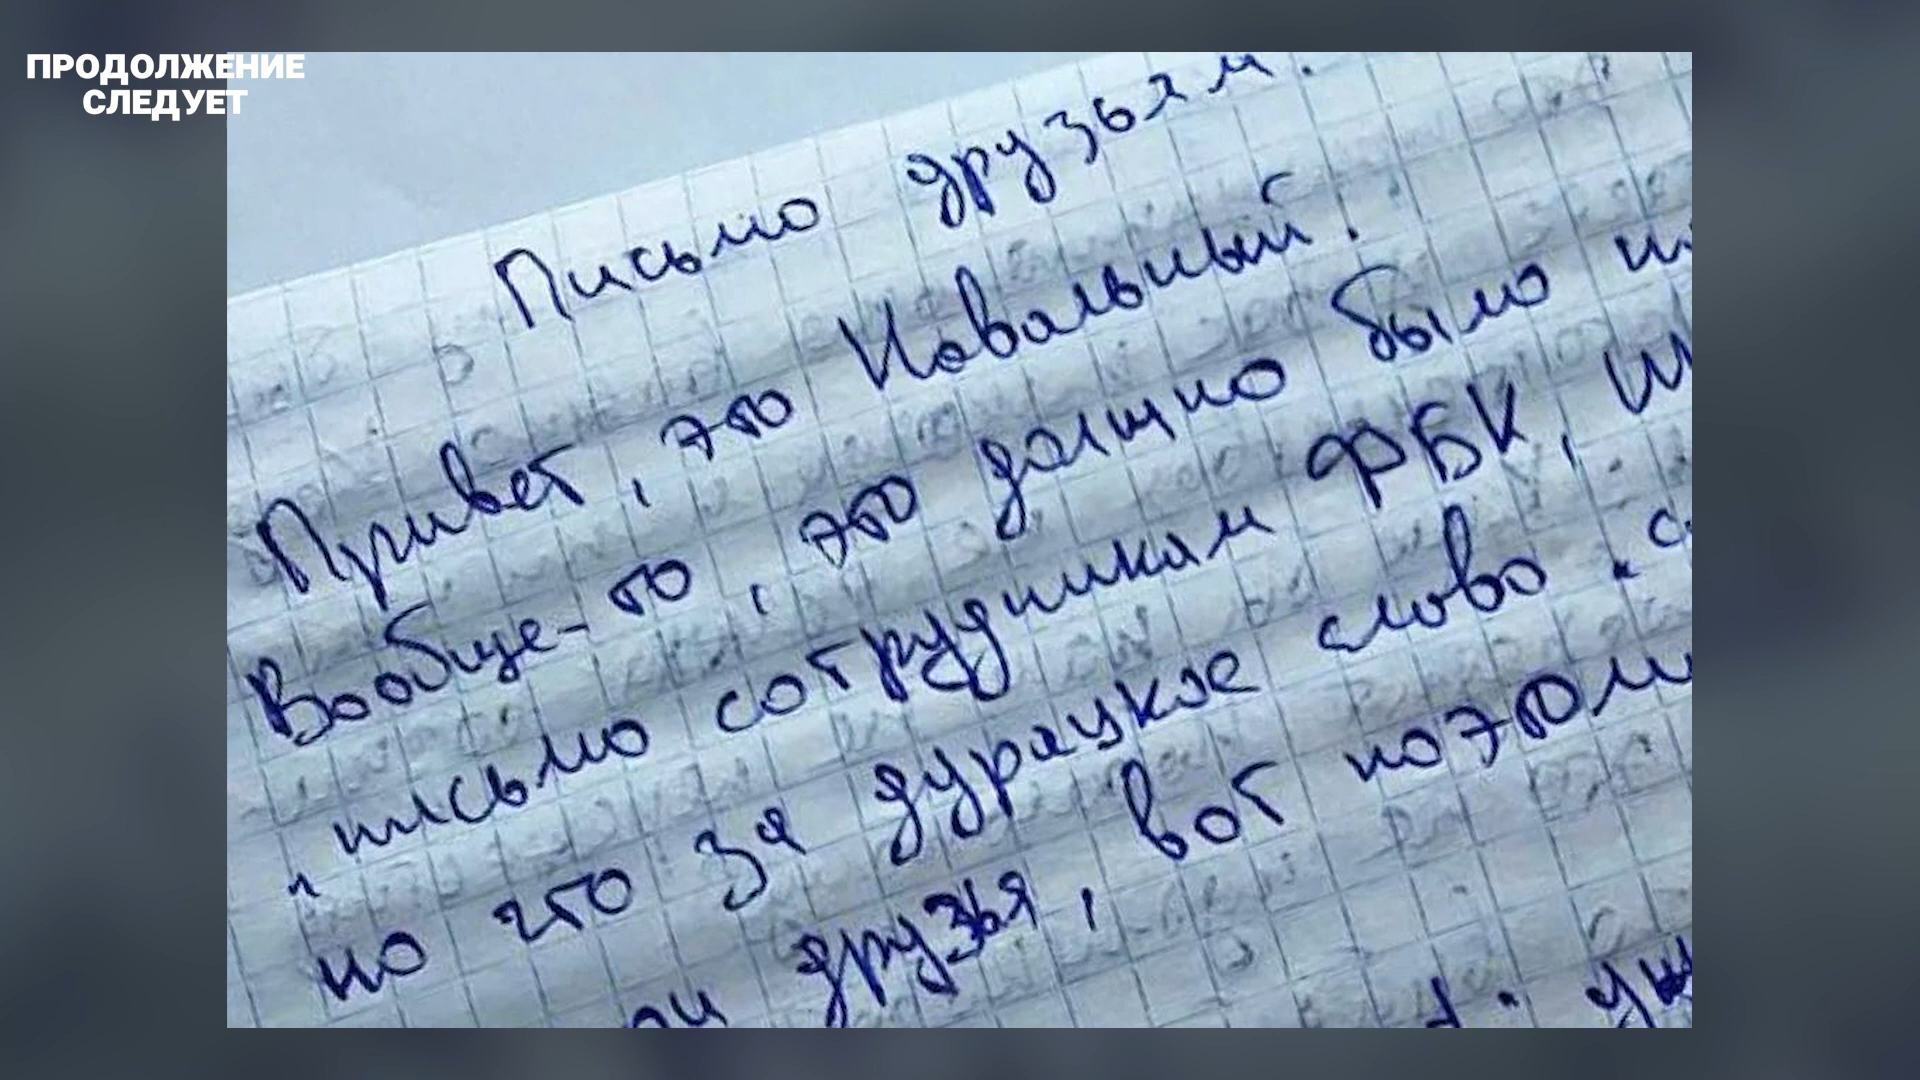 ПРОДОЛЖЕНИЕ
СЛЕДУЕТ
Письмо друзьям.
Привет, это Навальный.
Вообще-то, это должно было
письмо сотрудникам ФБК,
но что за дурацкое слово
друзья, вот поэтом